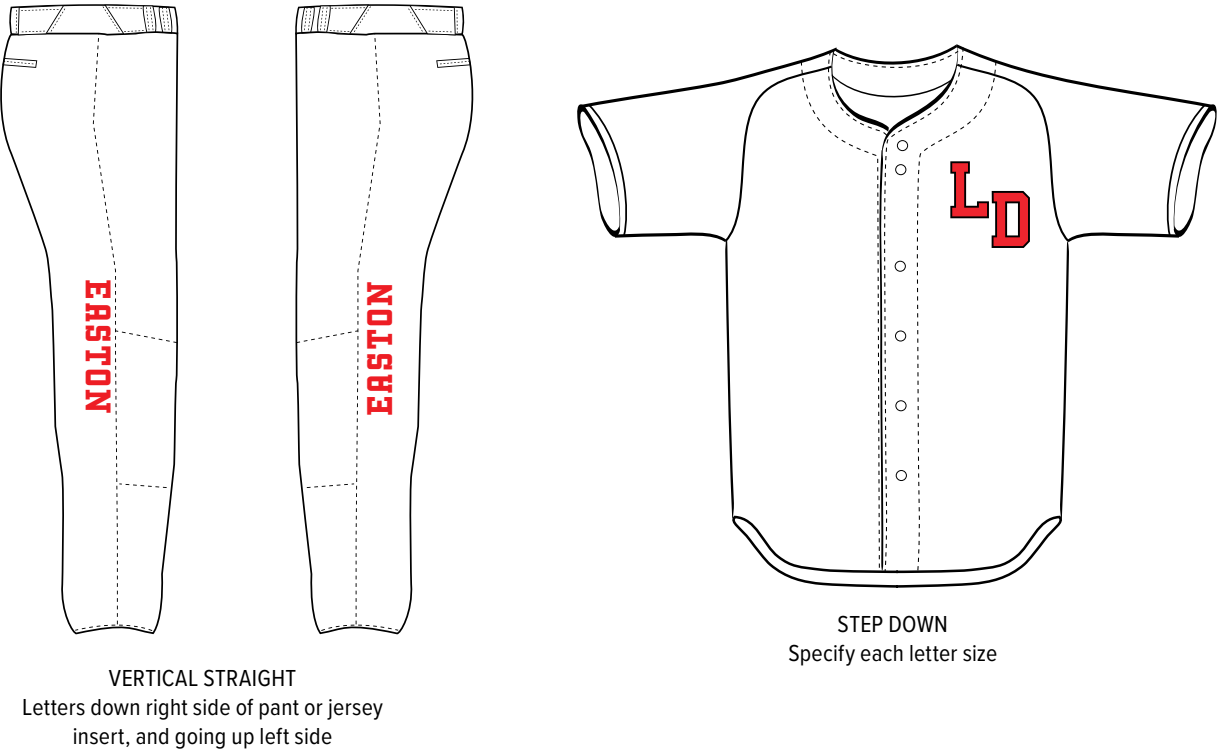 EASTON
EASTON
LD
VERTICAL STRAIGHT
Letters down right side of pant or jersey
insert, and going up left side
STEP DOWN
Specify each letter size